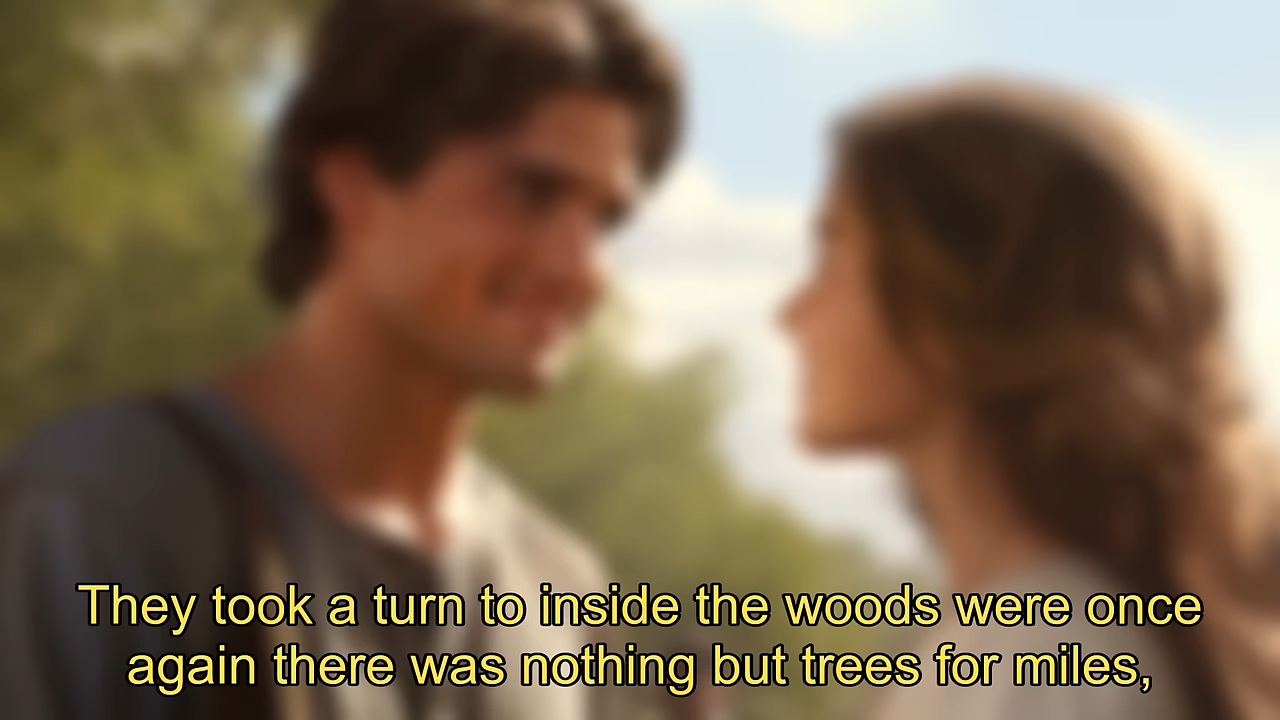 They took a turn to inside the woods were once
again there was nothing but trees for miles,